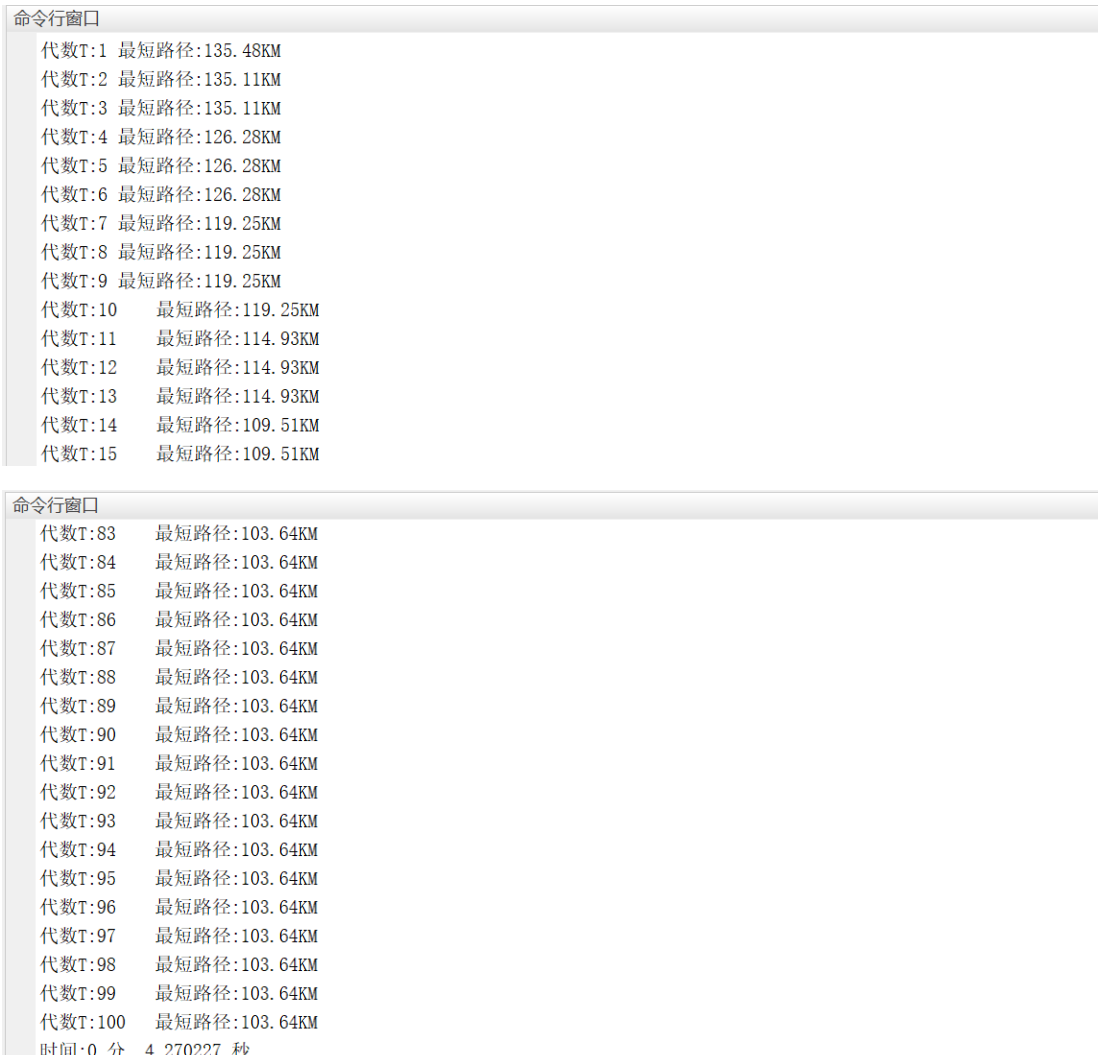 命令行窗口
代数T:1 最短路径:135.48KM
代数T:2 最短路径:135.11KM
代数T:3 最短路径:135.11KM
代数T:4 最短路径:126.28KM
代数T:5 最短路径:126.28KM
代数T:6 最短路径:126.28KM
代数T:7 最短路径:119.25KM
代数T:8 最短路径:119.25KM
代数T:9 最短路径:119.25KM
代数T:10 最短路径:119.25KM
代数T:11 最短路径:114.93KM
代数T:12 最短路径:114.93KM
代数T:13 最短路径:114.93KM
代数T:14 最短路径:109.51KM
代数T:15 最短路径:109.51KM
命令行窗口
代数T:83 最短路径:103.64KM
代数T:84 最短路径:103.64KM
代数T:85 最短路径:103.64KM
代数T:86 最短路径:103.64KM
代数T:87 最短路径:103.64KM
代数T:88 最短路径:103.64KM
代数T:89 最短路径:103.64KM
代数T:90 最短路径:103.64KM
代数T:91 最短路径:103.64KM
代数T:92 最短路径:103.64KM
代数T:93 最短路径:103.64KM
代数T:94 最短路径:103.64KM
代数T:95 最短路径:103.64KM
代数T:96 最短路径:103.64KM
代数T:97 最短路径:103.64KM
代数T:98 最短路径:103.64KM
代数T:99 最短路径:103.64KM
代数T:100 最短路径:103.64KM
时间:0 分 4.270227 秒